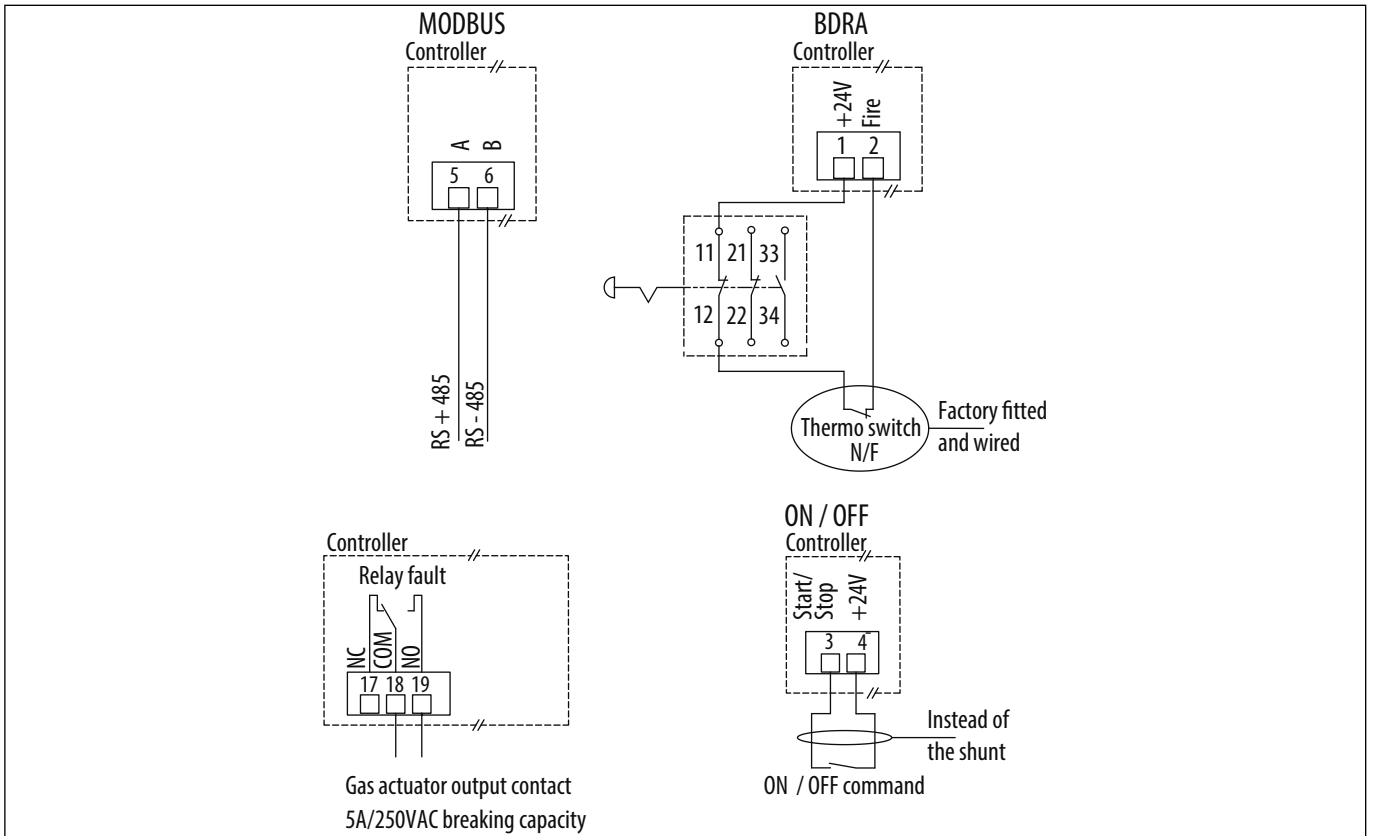 MODBUS
Controller
A
B
5 6
RS + 485
RS - 485
BDRA
Controller
+24V
Fire
1 2
11 21 33
12 22 34
Thermo switch
N/F
Factory fitted
and wired
Controller
Relay fault
NC
COM
NO
17 18 19
Gas actuator output contact
5A/250VAC breaking capacity
ON / OFF
Controller
Start/
Stop
+24V
3 4
Instead of
the shunt
ON / OFF command